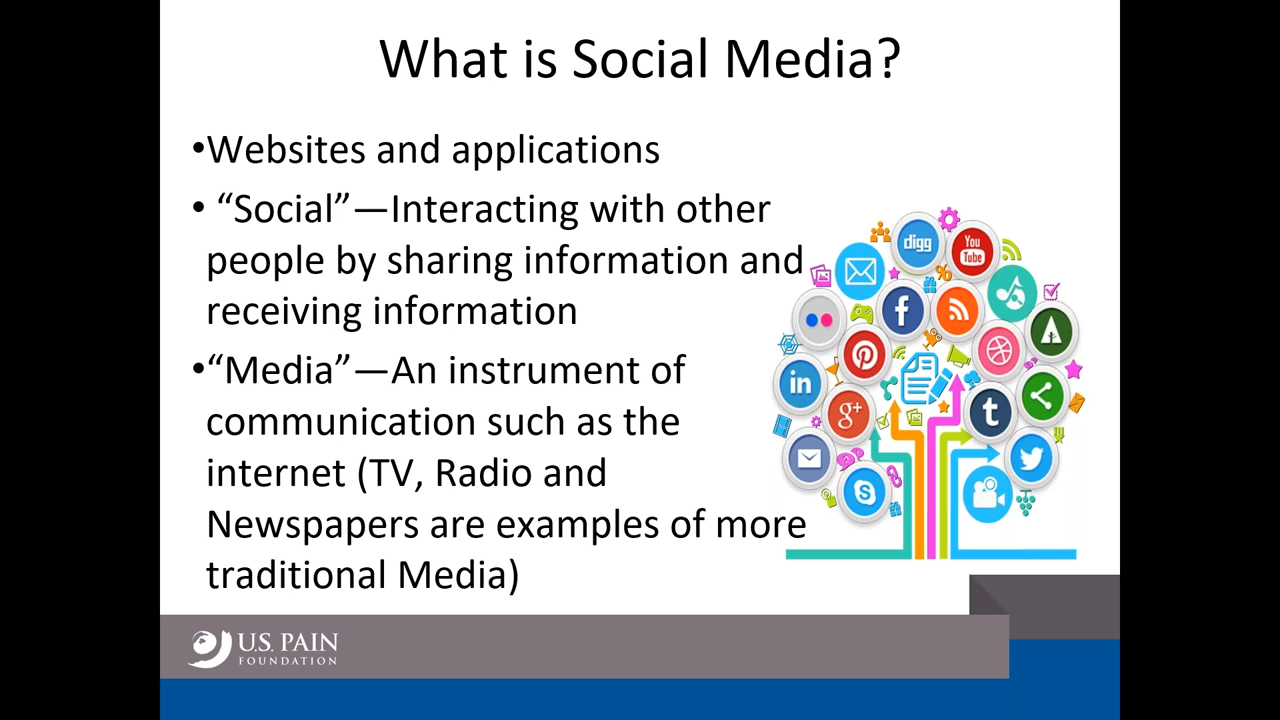 What is Social Media?
•Websites and applications
• “Social”—Interacting with other
people by sharing information and
receiving information
•“Media”—An instrument of
communication such as the
internet (TV, Radio and
Newspapers are examples of more
traditional Media)
digg
You
Tube
f
in
g+
t
S
%
U.S. PAIN
FOUNDATION